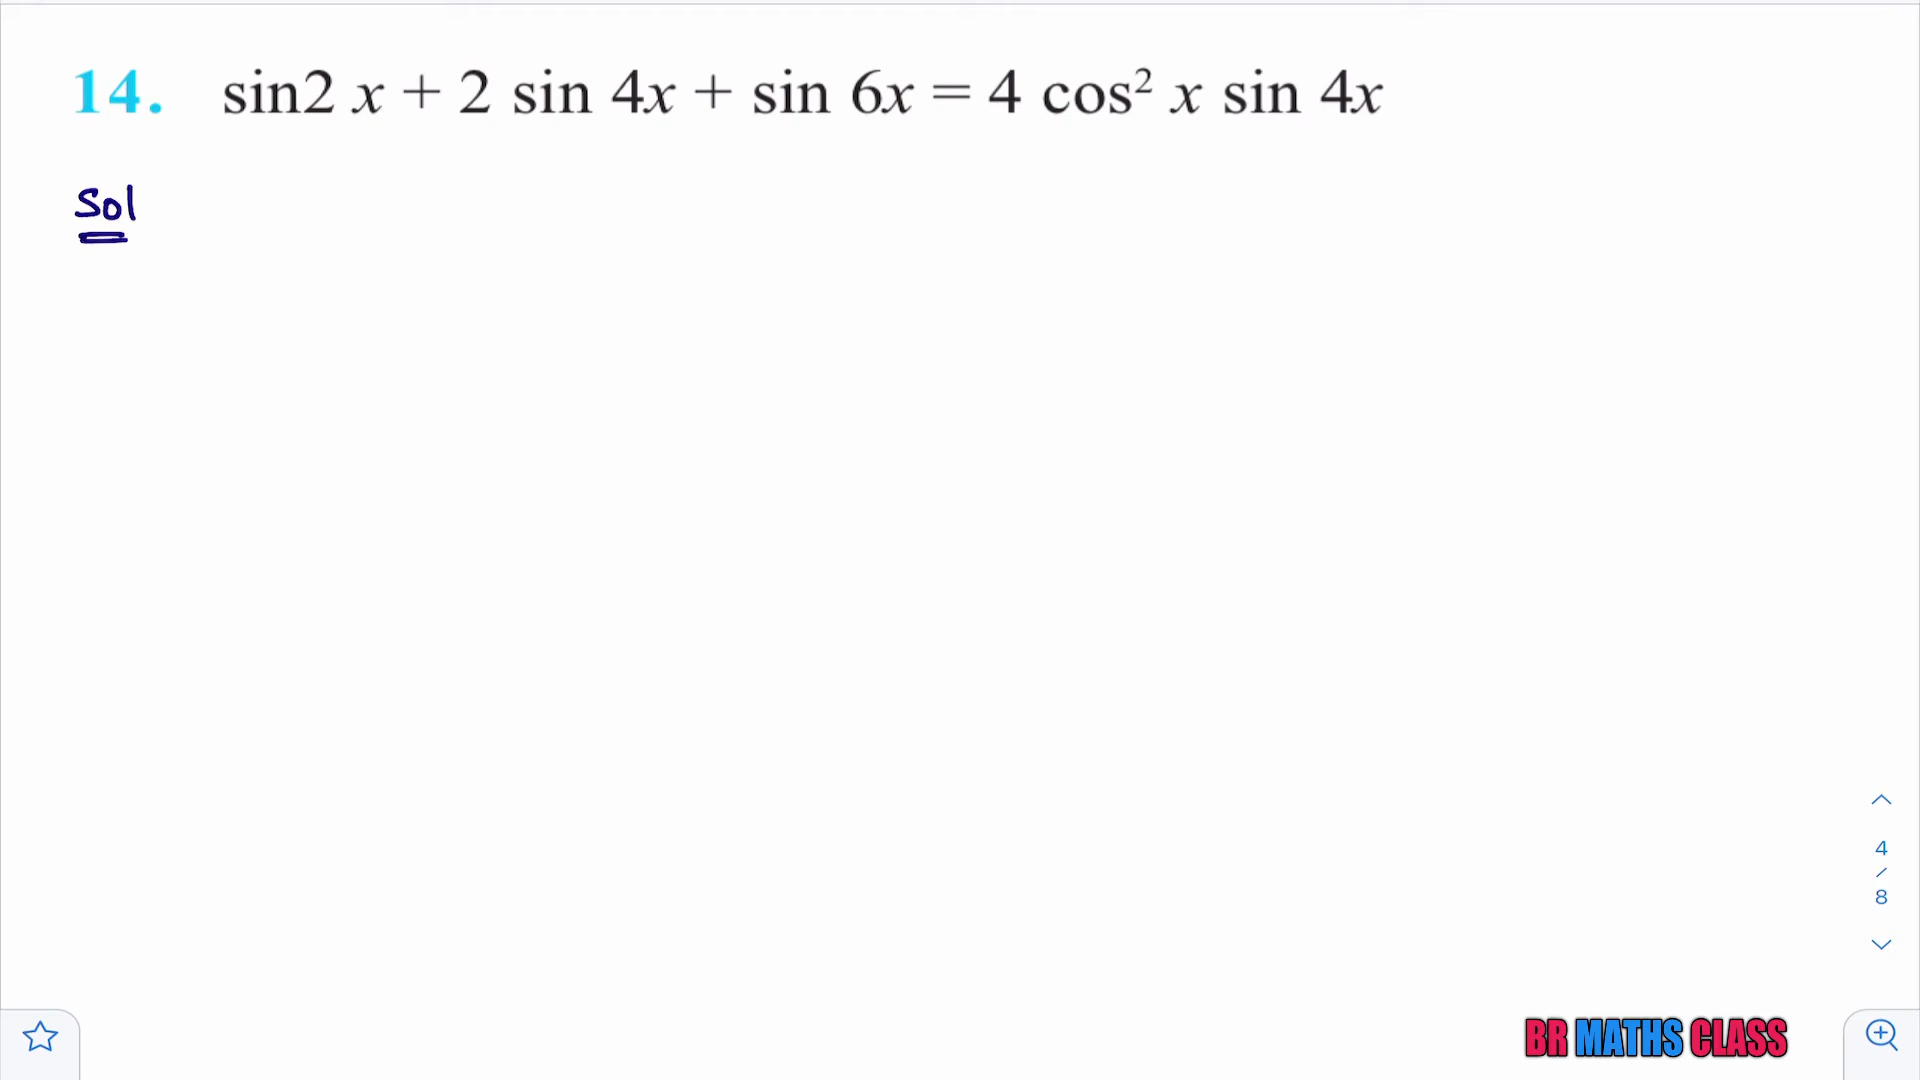 14. sin2 x + 2 sin 4x + sin 6x = 4 cos² x sin 4x
Sol
4
/
8
BR MATHS CLASS